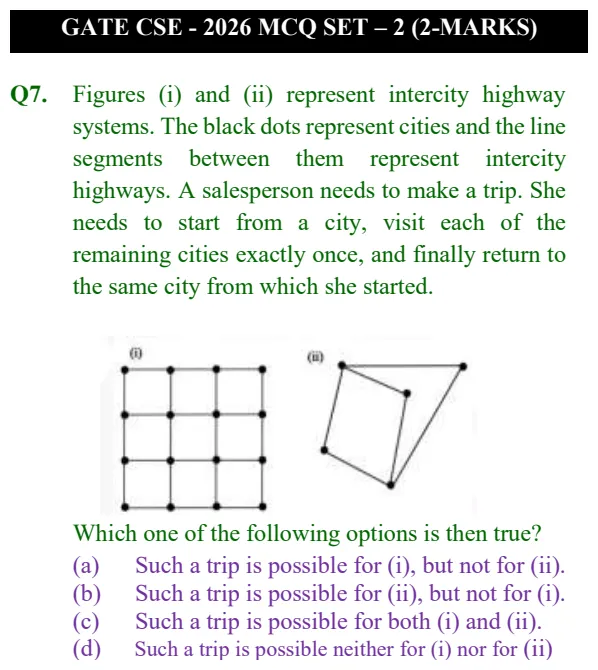 GATE CSE - 2026 MCQ SET – 2 (2-MARKS)
Q7. Figures (i) and (ii) represent intercity highway
systems. The black dots represent cities and the line
segments between them represent intercity
highways. A salesperson needs to make a trip. She
needs to start from a city, visit each of the
remaining cities exactly once, and finally return to
the same city from which she started.
(i) (ii)
Which one of the following options is then true?
(a) Such a trip is possible for (i), but not for (ii).
(b) Such a trip is possible for (ii), but not for (i).
(c) Such a trip is possible for both (i) and (ii).
(d) Such a trip is possible neither for (i) nor for (ii)